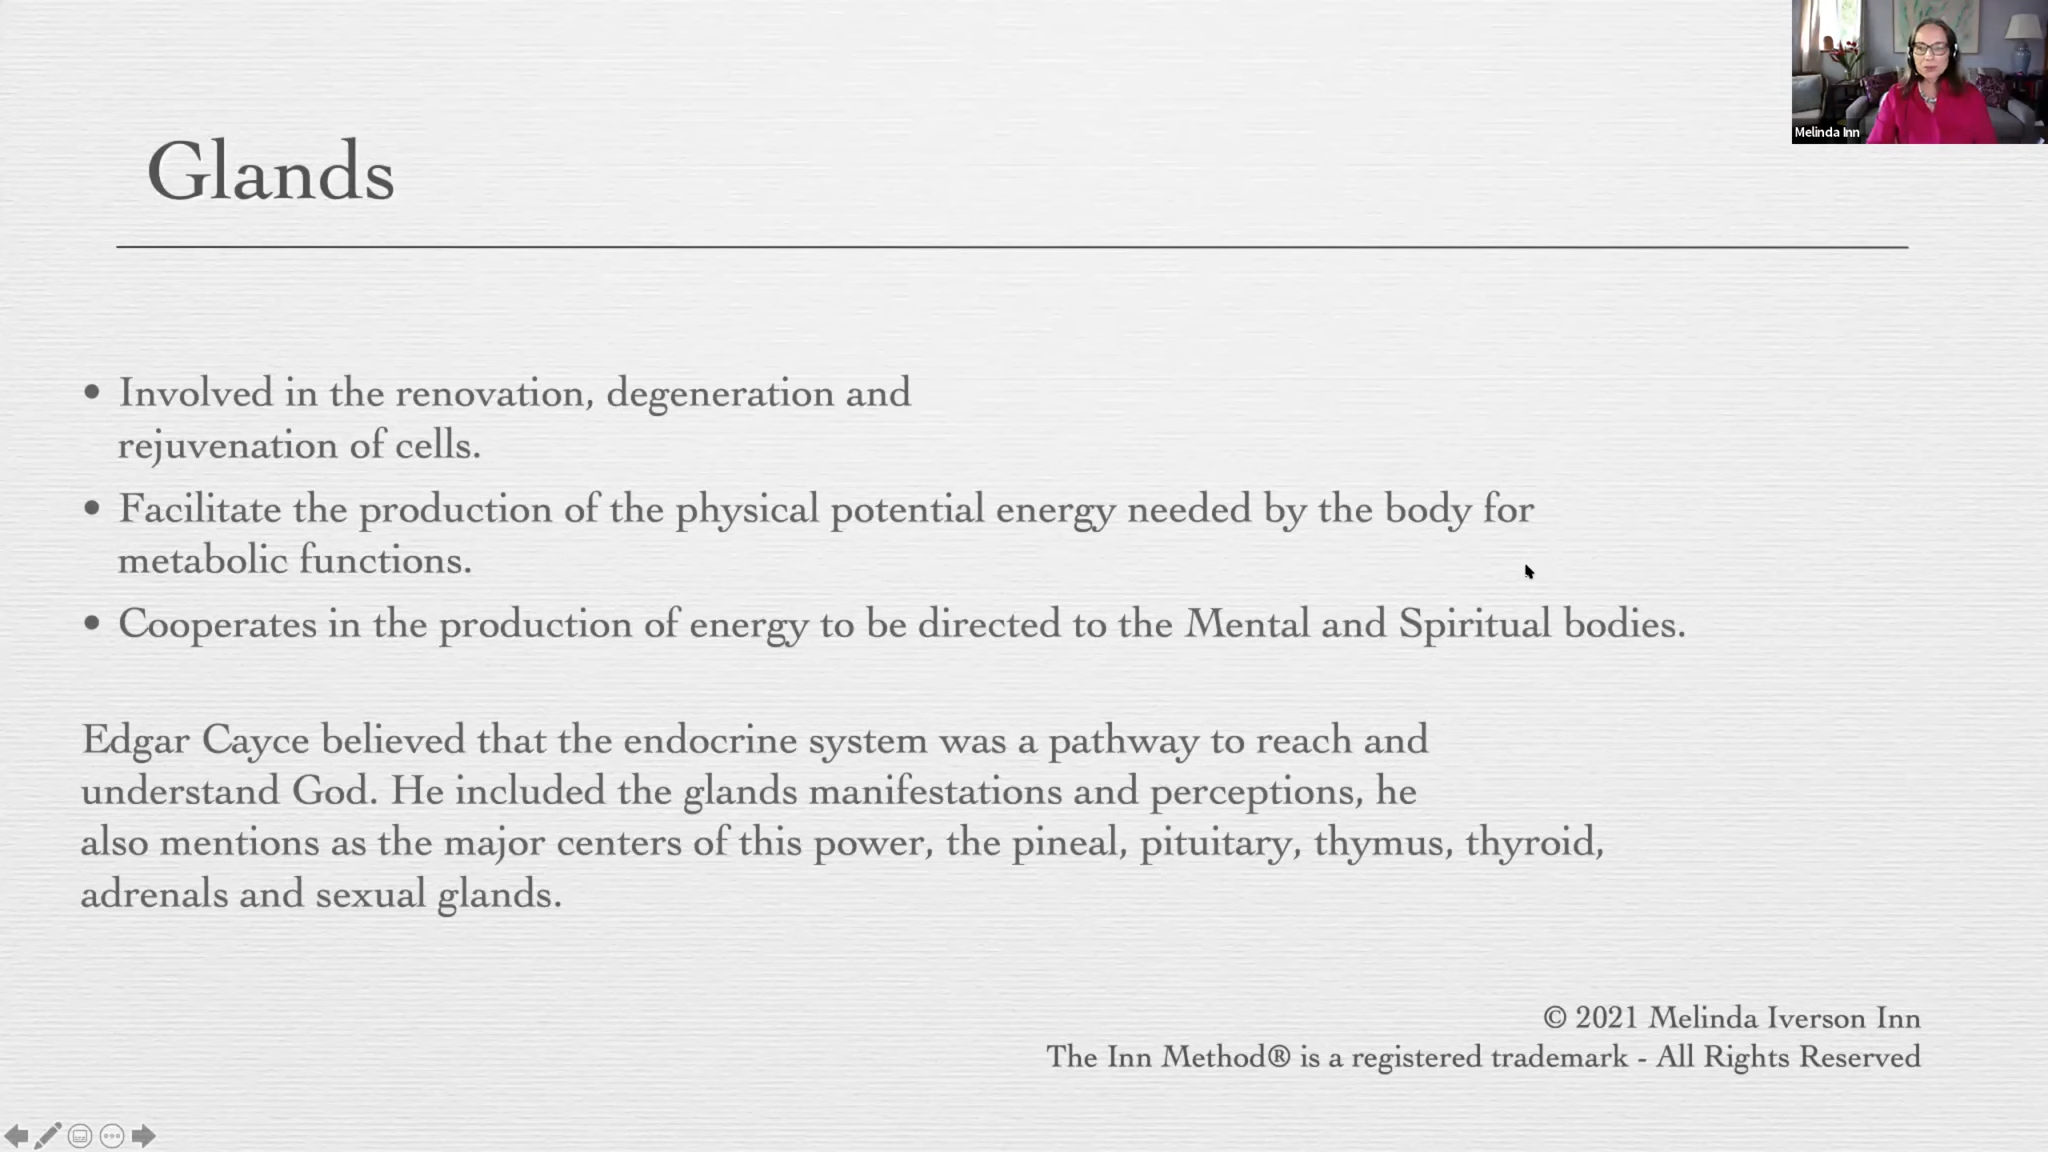 Melinda Inn
Glands
• Involved in the renovation, degeneration and
rejuvenation of cells.
• Facilitate the production of the physical potential energy needed by the body for
metabolic functions.
• Cooperates in the production of energy to be directed to the Mental and Spiritual bodies.
Edgar Cayce believed that the endocrine system was a pathway to reach and
understand God. He included the glands manifestations and perceptions, he
also mentions as the major centers of this power, the pineal, pituitary, thymus, thyroid,
adrenals and sexual glands.
© 2021 Melinda Iverson Inn
The Inn Method® is a registered trademark - All Rights Reserved